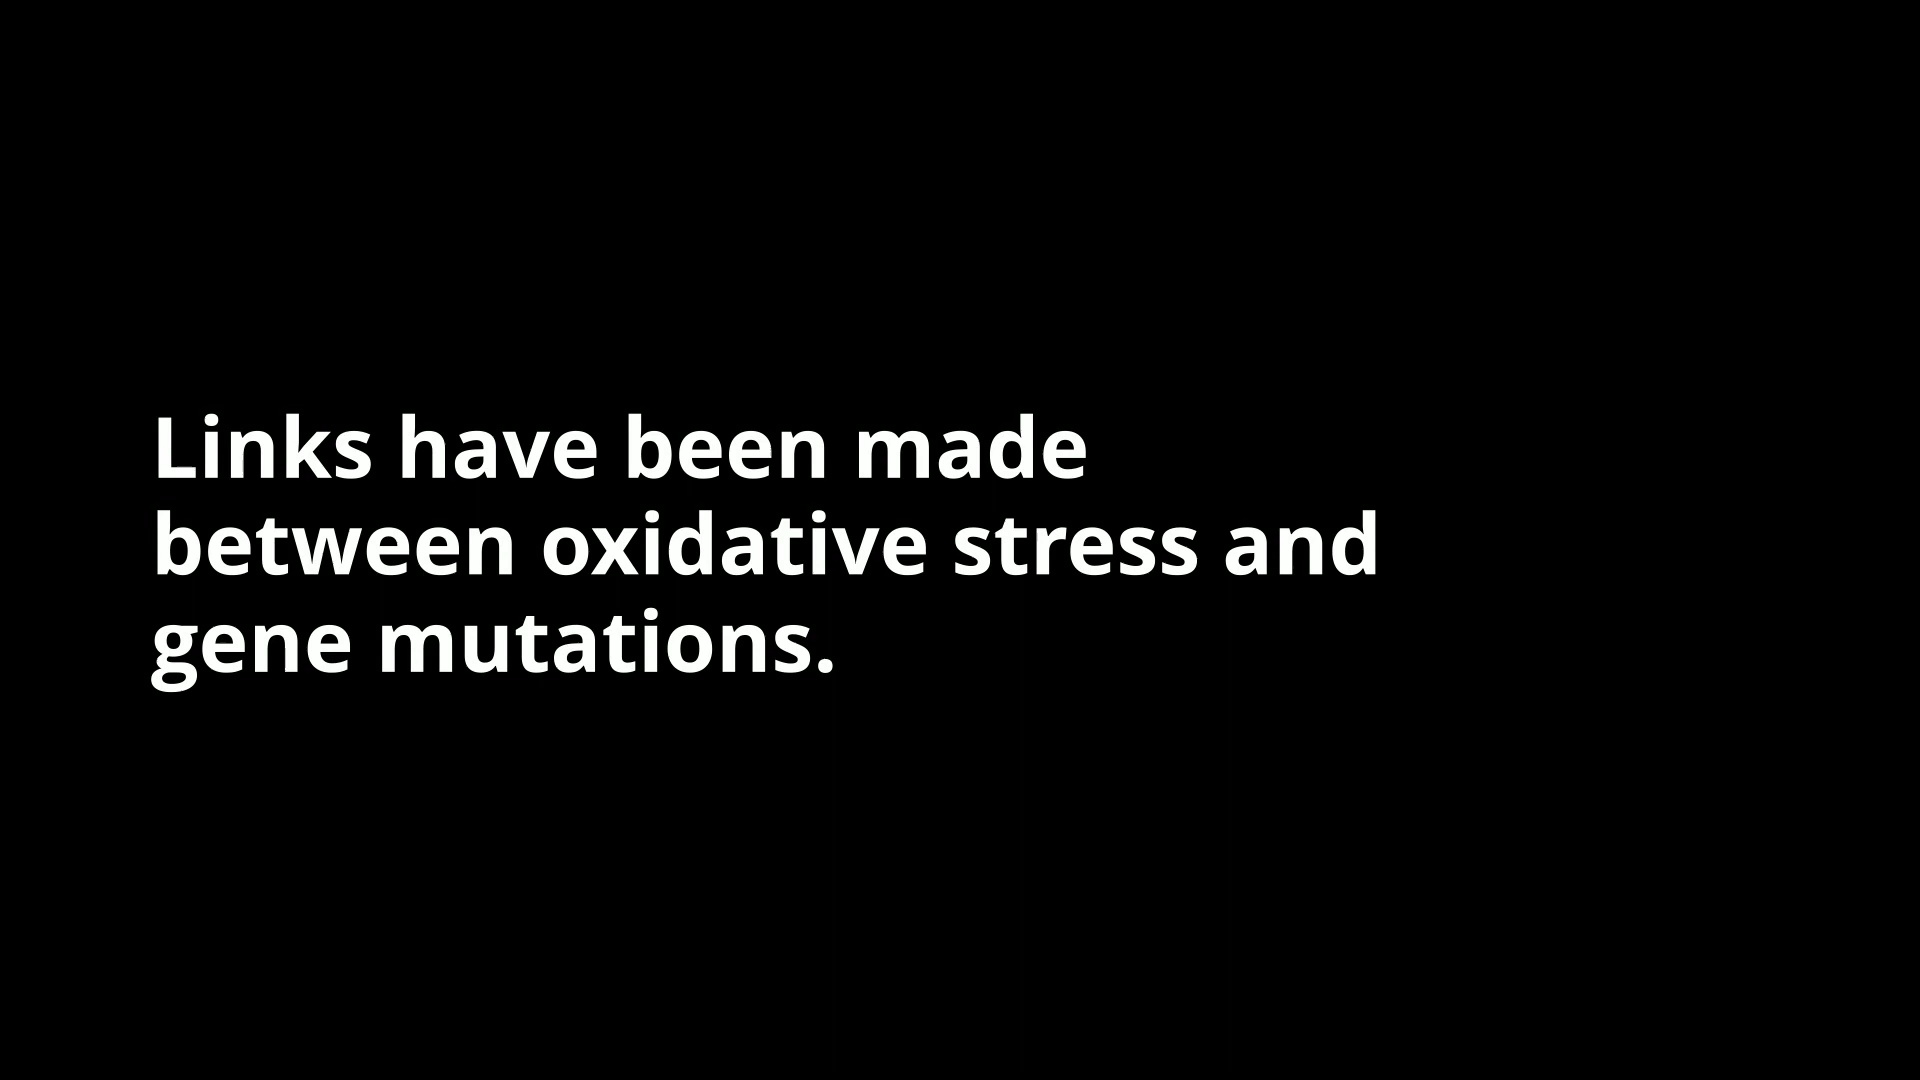 Links have been made
between oxidative stress and
gene mutations.